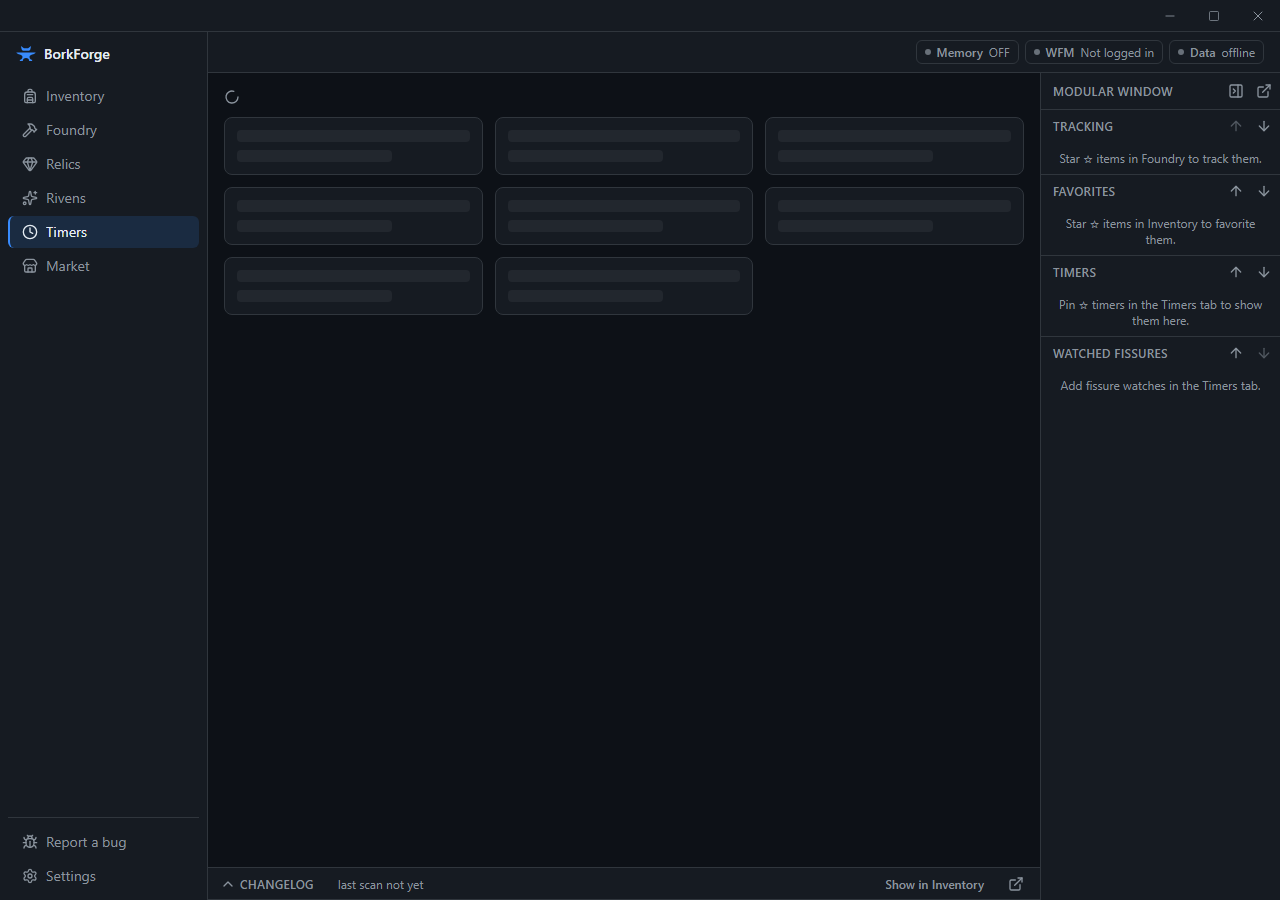 BorkForge
Memory OFF
WFM Not logged in
Data offline
Inventory
Foundry
Relics
Rivens
Timers
Market
Report a bug
Settings
MODULAR WINDOW
TRACKING
Star ☆ items in Foundry to track them.
FAVORITES
Star ☆ items in Inventory to favorite
them.
TIMERS
Pin ☆ timers in the Timers tab to show
them here.
WATCHED FISSURES
Add fissure watches in the Timers tab.
CHANGELOG last scan not yet Show in Inventory